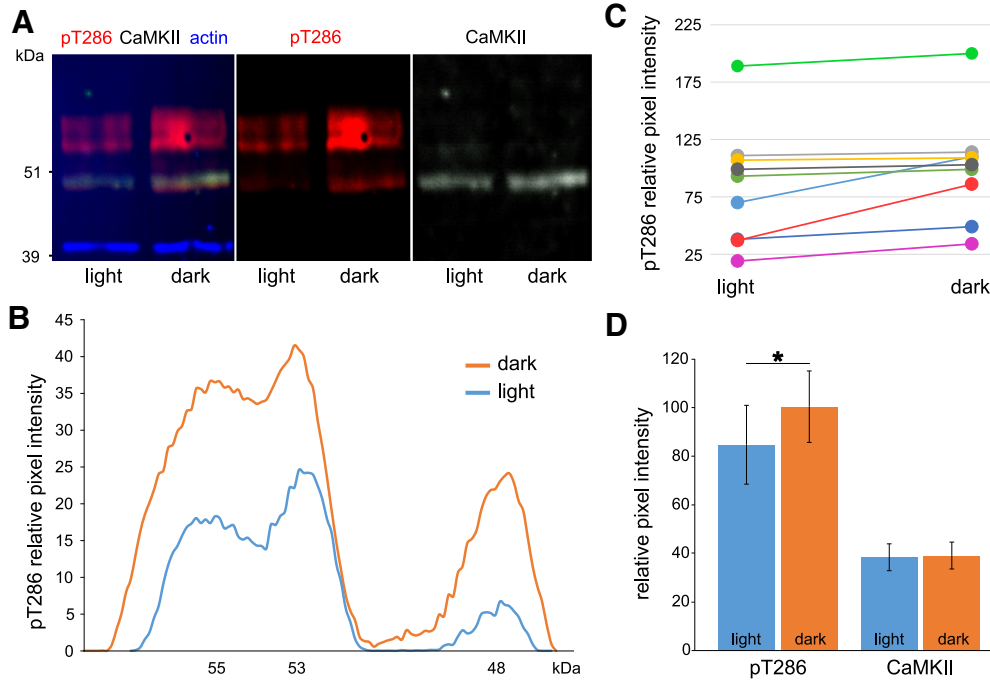 A
pT286 CaMKII actin
pT286
CaMKII
kDa
51
39
light dark
light dark
light dark
B
pT286 relative pixel intensity
45
40
35
30
25
20
15
10
5
0
dark
light
55 53 48 kDa
C
pT286 relative pixel intensity
225
175
125
75
25
light dark
D
relative pixel intensity
120
100
80
60
40
20
0
*
light dark light dark
pT286 CaMKII